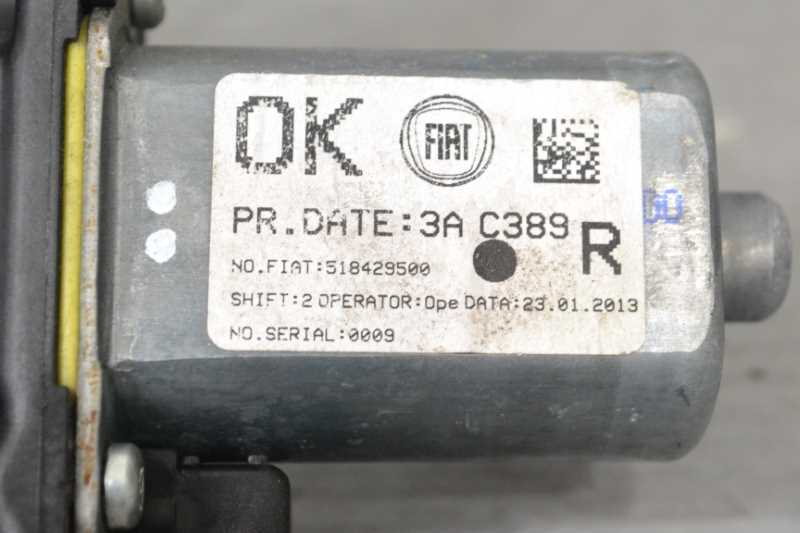 OK FIAT
PR.DATE:3A C389 R
NO.FIAT:518429500
SHIFT:2 OPERATOR:Ope DATA:23.01.2013
NO.SERIAL:0009